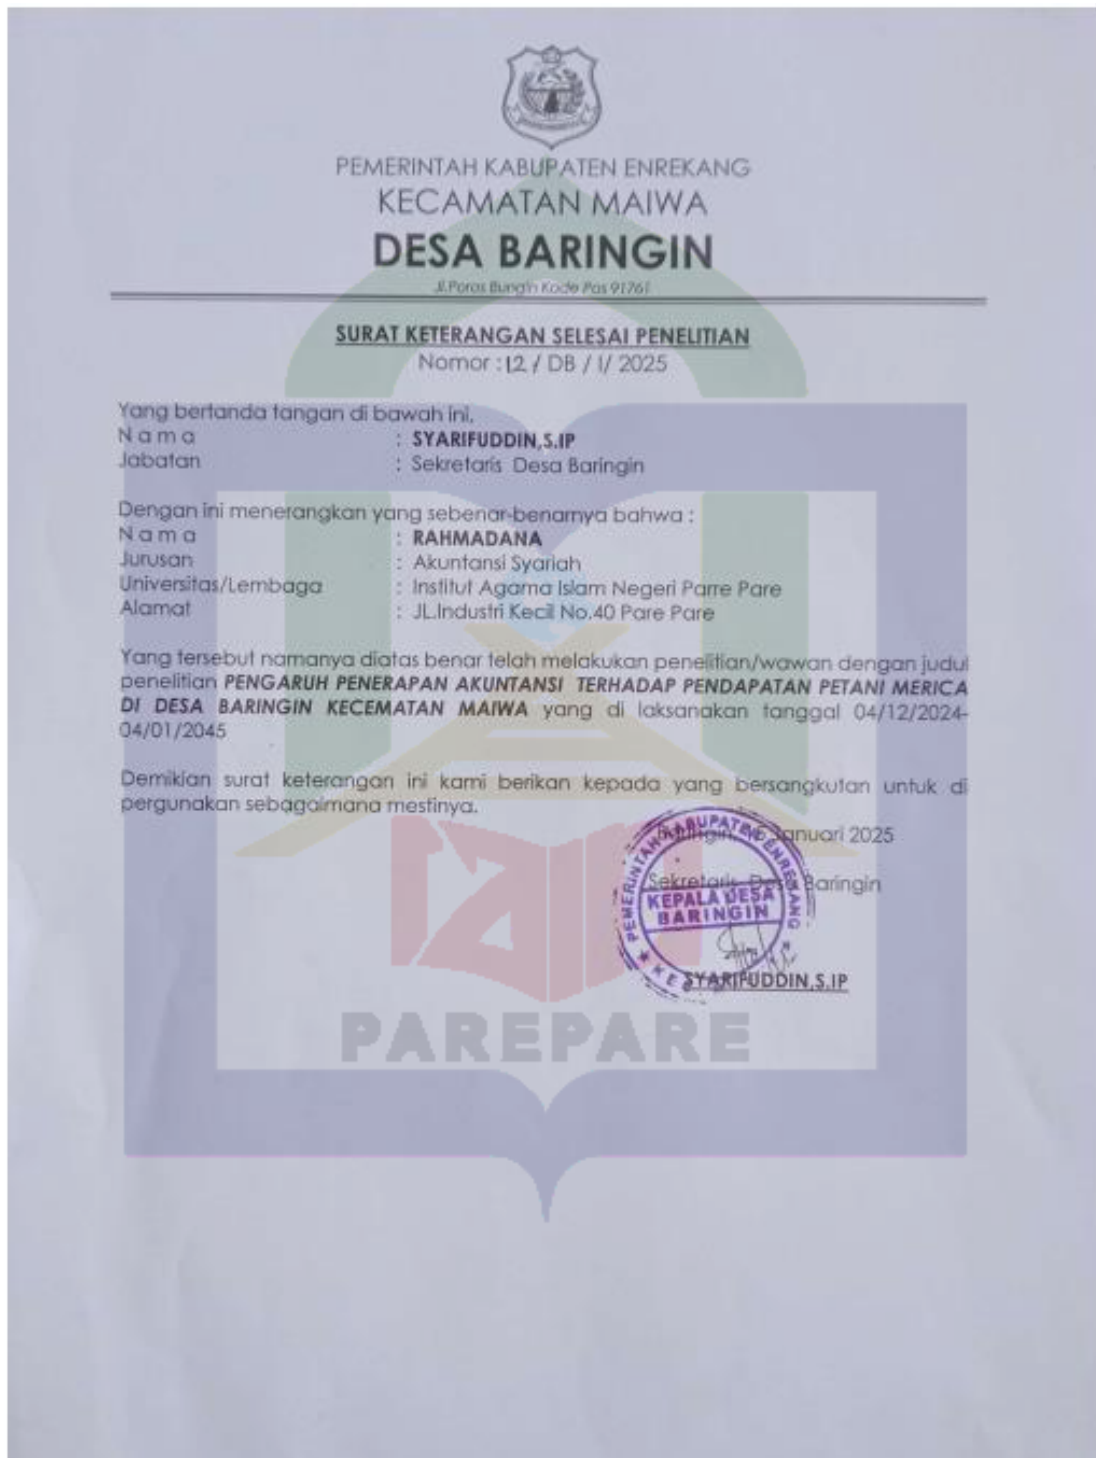 PEMERINTAH KABUPATEN ENREKANG
KECAMATAN MAIWA
DESA BARINGIN
Jl.Poros Bungin Kode Pos 91761
SURAT KETERANGAN SELESAI PENELITIAN
Nomor : 12 / DB / I/ 2025
Yang bertanda tangan di bawah ini,
N a m a : SYARIFUDDIN,S.IP
Jabatan : Sekretaris Desa Baringin
Dengan ini menerangkan yang sebenar-benarnya bahwa :
N a m a : RAHMADANA
Jurusan : Akuntansi Syariah
Universitas/Lembaga : Institut Agama Islam Negeri Parre Pare
Alamat : JL.Industri Kecil No.40 Pare Pare
Yang tersebut namanya diatas benar telah melakukan penelitian/wawan dengan judul
penelitian PENGARUH PENERAPAN AKUNTANSI TERHADAP PENDAPATAN PETANI MERICA
DI DESA BARINGIN KECEMATAN MAIWA yang di laksanakan tanggal 04/12/2024-
04/01/2045
Demikian surat keterangan ini kami berikan kepada yang bersangkutan untuk di
pergunakan sebagaimana mestinya.
Januari 2025
Sekretaris Desa Baringin
PEMERINTAH KABUPATEN ENREKANG
KEPALA DESA
BARINGIN
SYARIFUDDIN,S.IP
PAREPARE